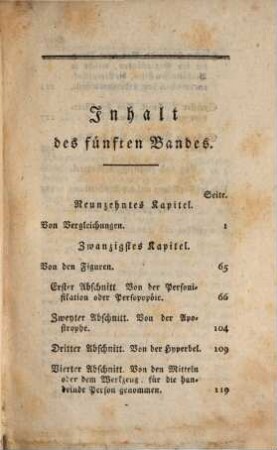 Inhalt
des fünften Bandes.
Seite.
Neunzehntes Kapitel.
Von Vergleichungen. 1
Zwanzigstes Kapitel.
Von den Figuren. 65
Erster Abschnitt. Von der Personi-
fikation oder Persopopöie. 66
Zweyter Abschnitt. Von der Apo-
strophe. 104
Dritter Abschnitt. Von der Hyperbel. 109
Vierter Abschnitt. Von den Mitteln
oder dem Werkzeug, für die han-
delnde Person genommen. 119